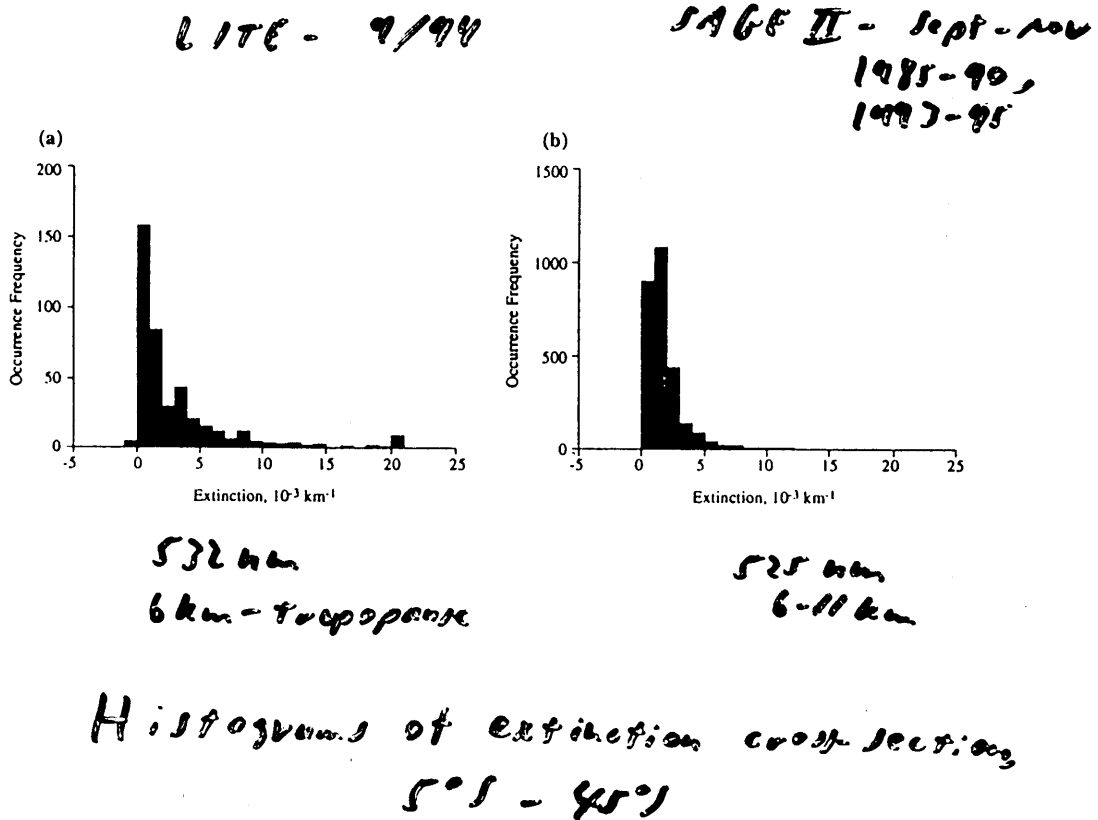 LITE - 9/94
SAGE II - Sept - Nov
1985-90,
1993-95
(a)
200
150
100
50
0
-5 0 5 10 15 20 25
Occurrence Frequency
Extinction, 10⁻³ km⁻¹
(b)
1500
1000
500
0
-5 0 5 10 15 20 25
Occurrence Frequency
Extinction, 10⁻³ km⁻¹
532 nm
6 km - tropopause
525 nm
6-11 km
Histograms of extinction cross-section,
5°S - 45°S